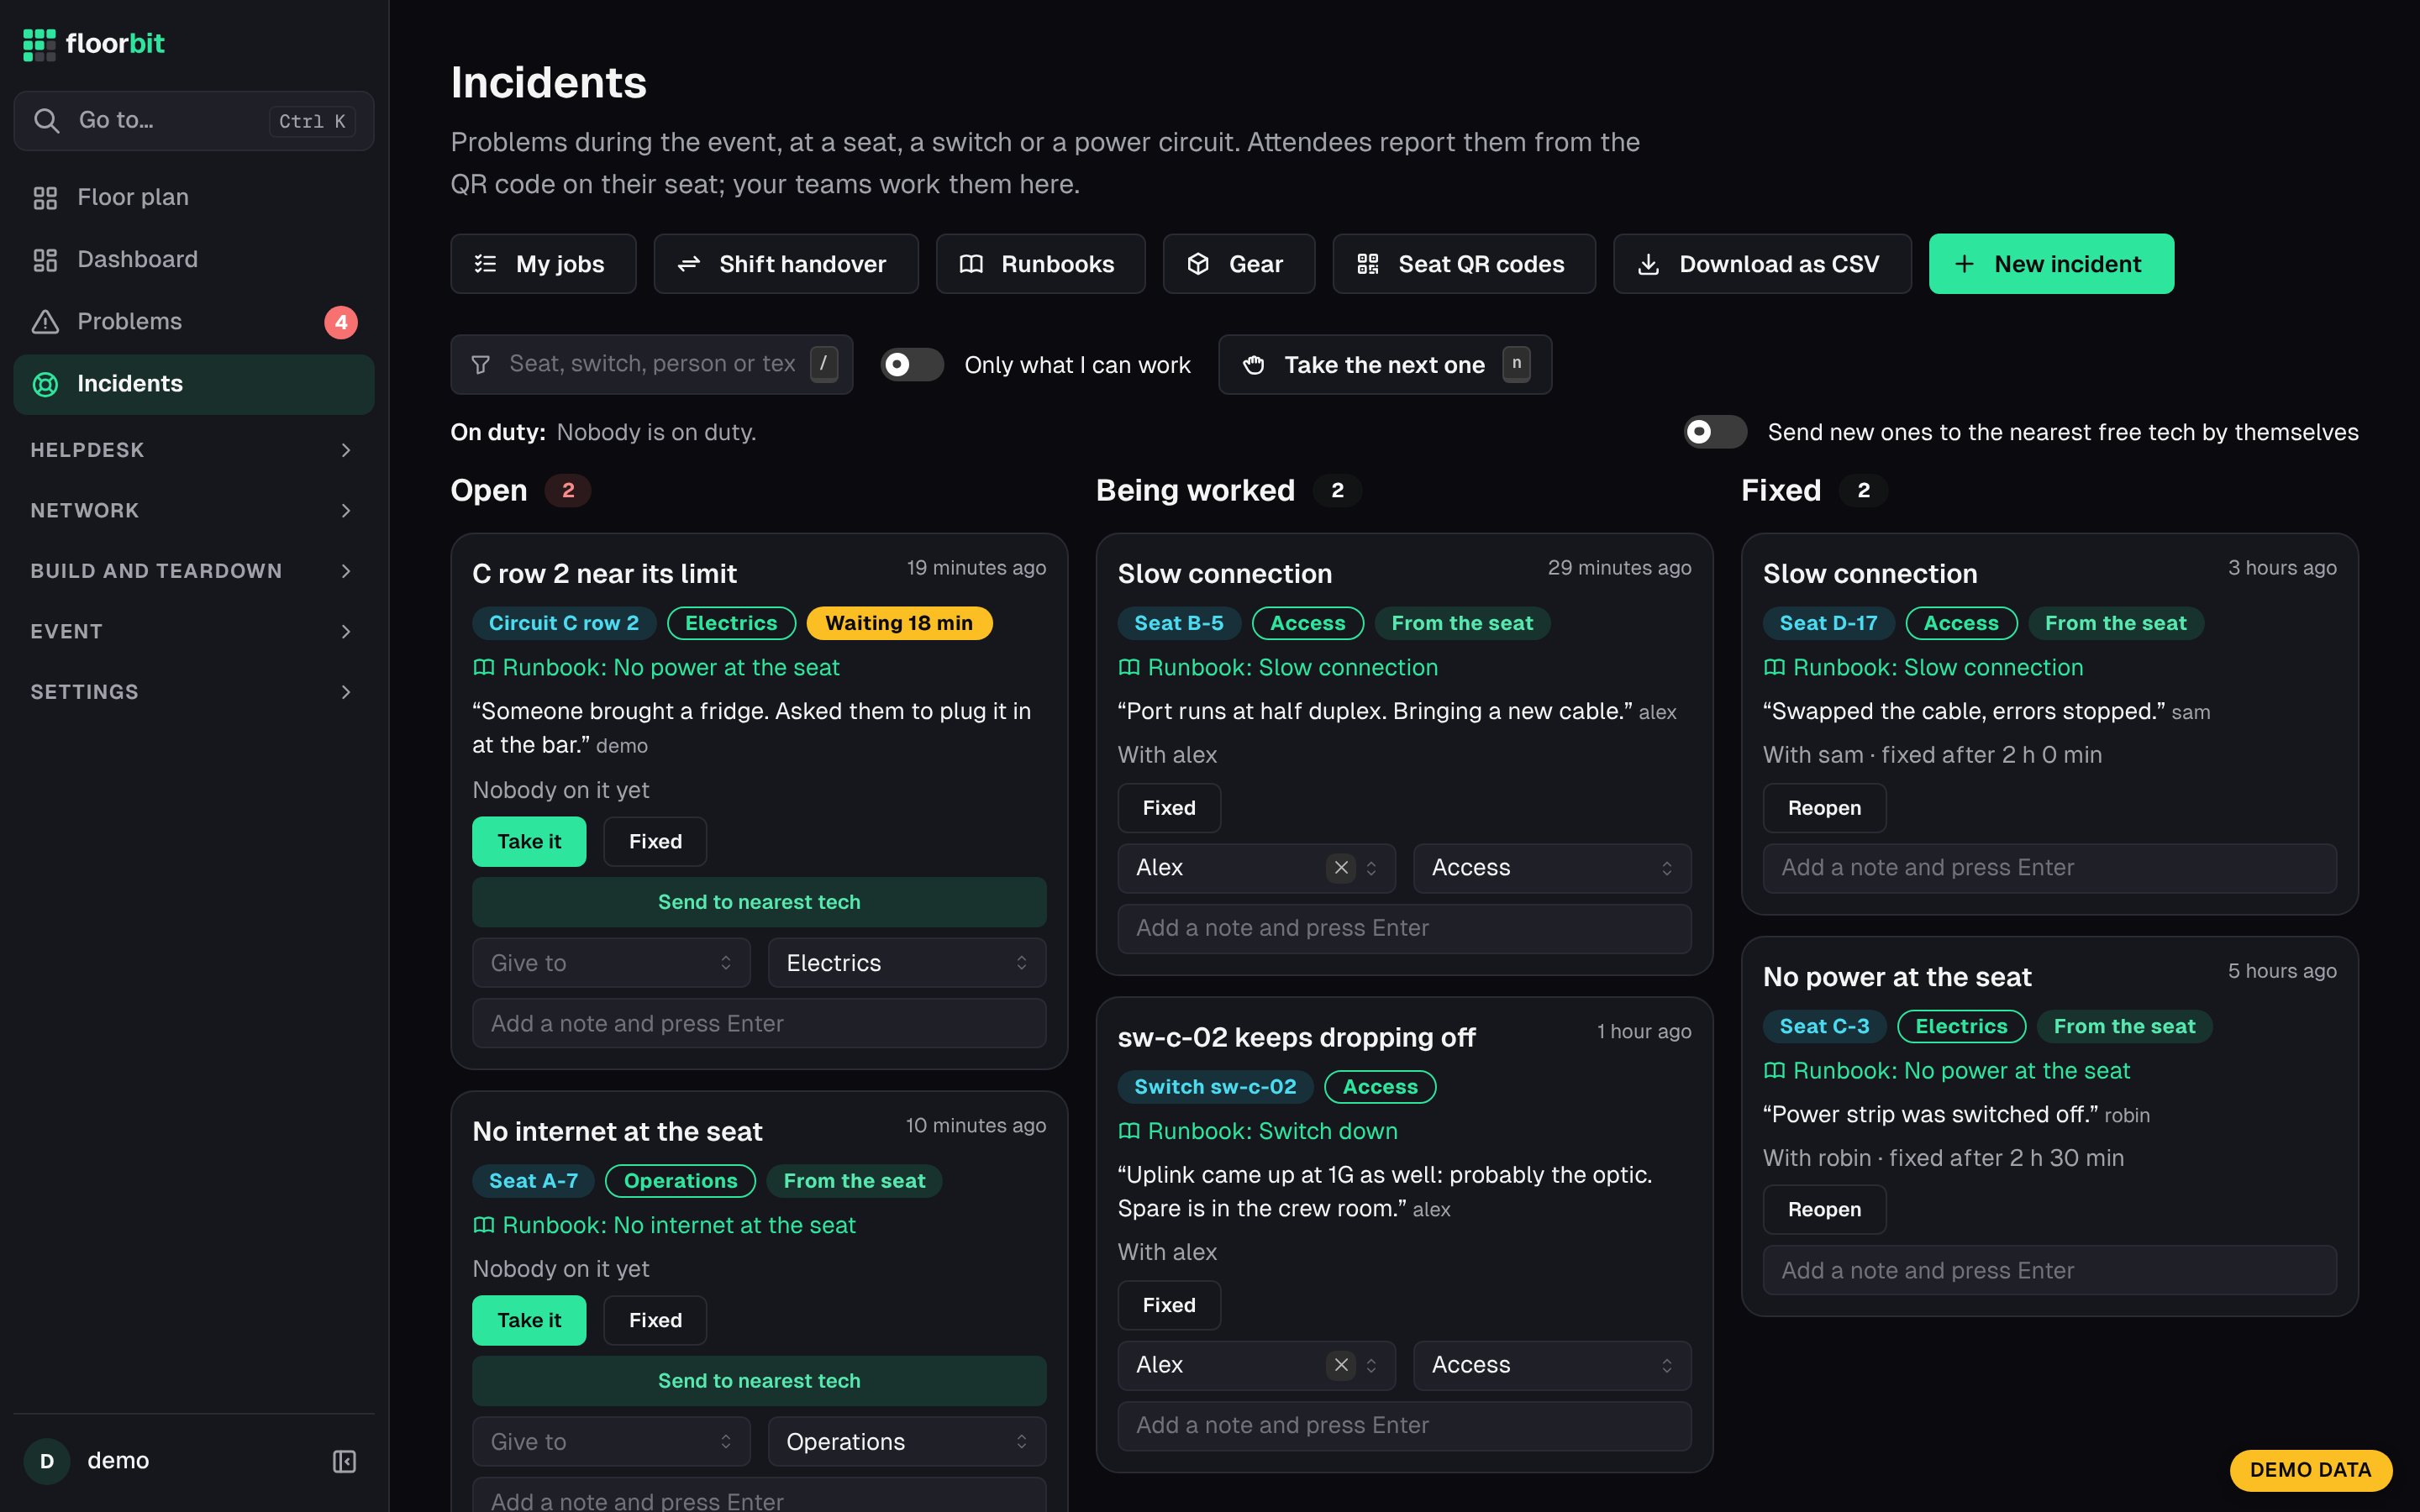 floorbit
Go to...
Ctrl K
Floor plan
Dashboard
Problems
4
Incidents
HELPDESK
NETWORK
BUILD AND TEARDOWN
EVENT
SETTINGS
D
demo
Incidents
Problems during the event, at a seat, a switch or a power circuit. Attendees report them from the
QR code on their seat; your teams work them here.
My jobs
Shift handover
Runbooks
Gear
Seat QR codes
Download as CSV
New incident
Seat, switch, person or tex
/
Only what I can work
Take the next one
n
On duty: Nobody is on duty.
Send new ones to the nearest free tech by themselves
Open 2
C row 2 near its limit
19 minutes ago
Circuit C row 2
Electrics
Waiting 18 min
Runbook: No power at the seat
“Someone brought a fridge. Asked them to plug it in
at the bar.” demo
Nobody on it yet
Take it
Fixed
Send to nearest tech
Give to
Electrics
Add a note and press Enter
No internet at the seat
10 minutes ago
Seat A-7
Operations
From the seat
Runbook: No internet at the seat
Nobody on it yet
Take it
Fixed
Send to nearest tech
Give to
Operations
Add a note and press Enter
Being worked 2
Slow connection
29 minutes ago
Seat B-5
Access
From the seat
Runbook: Slow connection
“Port runs at half duplex. Bringing a new cable.” alex
With alex
Fixed
Alex
Access
Add a note and press Enter
sw-c-02 keeps dropping off
1 hour ago
Switch sw-c-02
Access
Runbook: Switch down
“Uplink came up at 1G as well: probably the optic.
Spare is in the crew room.” alex
With alex
Fixed
Alex
Access
Add a note and press Enter
Fixed 2
Slow connection
3 hours ago
Seat D-17
Access
From the seat
Runbook: Slow connection
“Swapped the cable, errors stopped.” sam
With sam · fixed after 2 h 0 min
Reopen
Add a note and press Enter
No power at the seat
5 hours ago
Seat C-3
Electrics
From the seat
Runbook: No power at the seat
“Power strip was switched off.” robin
With robin · fixed after 2 h 30 min
Reopen
Add a note and press Enter
DEMO DATA